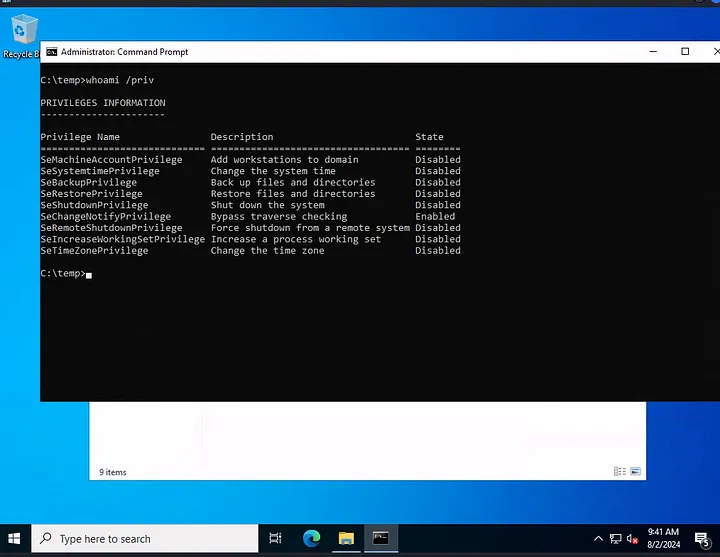 Recycle B
Administrator: Command Prompt
C:\temp>whoami /priv
PRIVILEGES INFORMATION
----------------------
Privilege Name Description State
============================= ================================== ========
SeMachineAccountPrivilege Add workstations to domain Disabled
SeSystemtimePrivilege Change the system time Disabled
SeBackupPrivilege Back up files and directories Disabled
SeRestorePrivilege Restore files and directories Disabled
SeShutdownPrivilege Shut down the system Disabled
SeChangeNotifyPrivilege Bypass traverse checking Enabled
SeRemoteShutdownPrivilege Force shutdown from a remote system Disabled
SeIncreaseWorkingSetPrivilege Increase a process working set Disabled
SeTimeZonePrivilege Change the time zone Disabled
C:\temp>
9 items
Type here to search
9:41 AM
8/2/2024
5